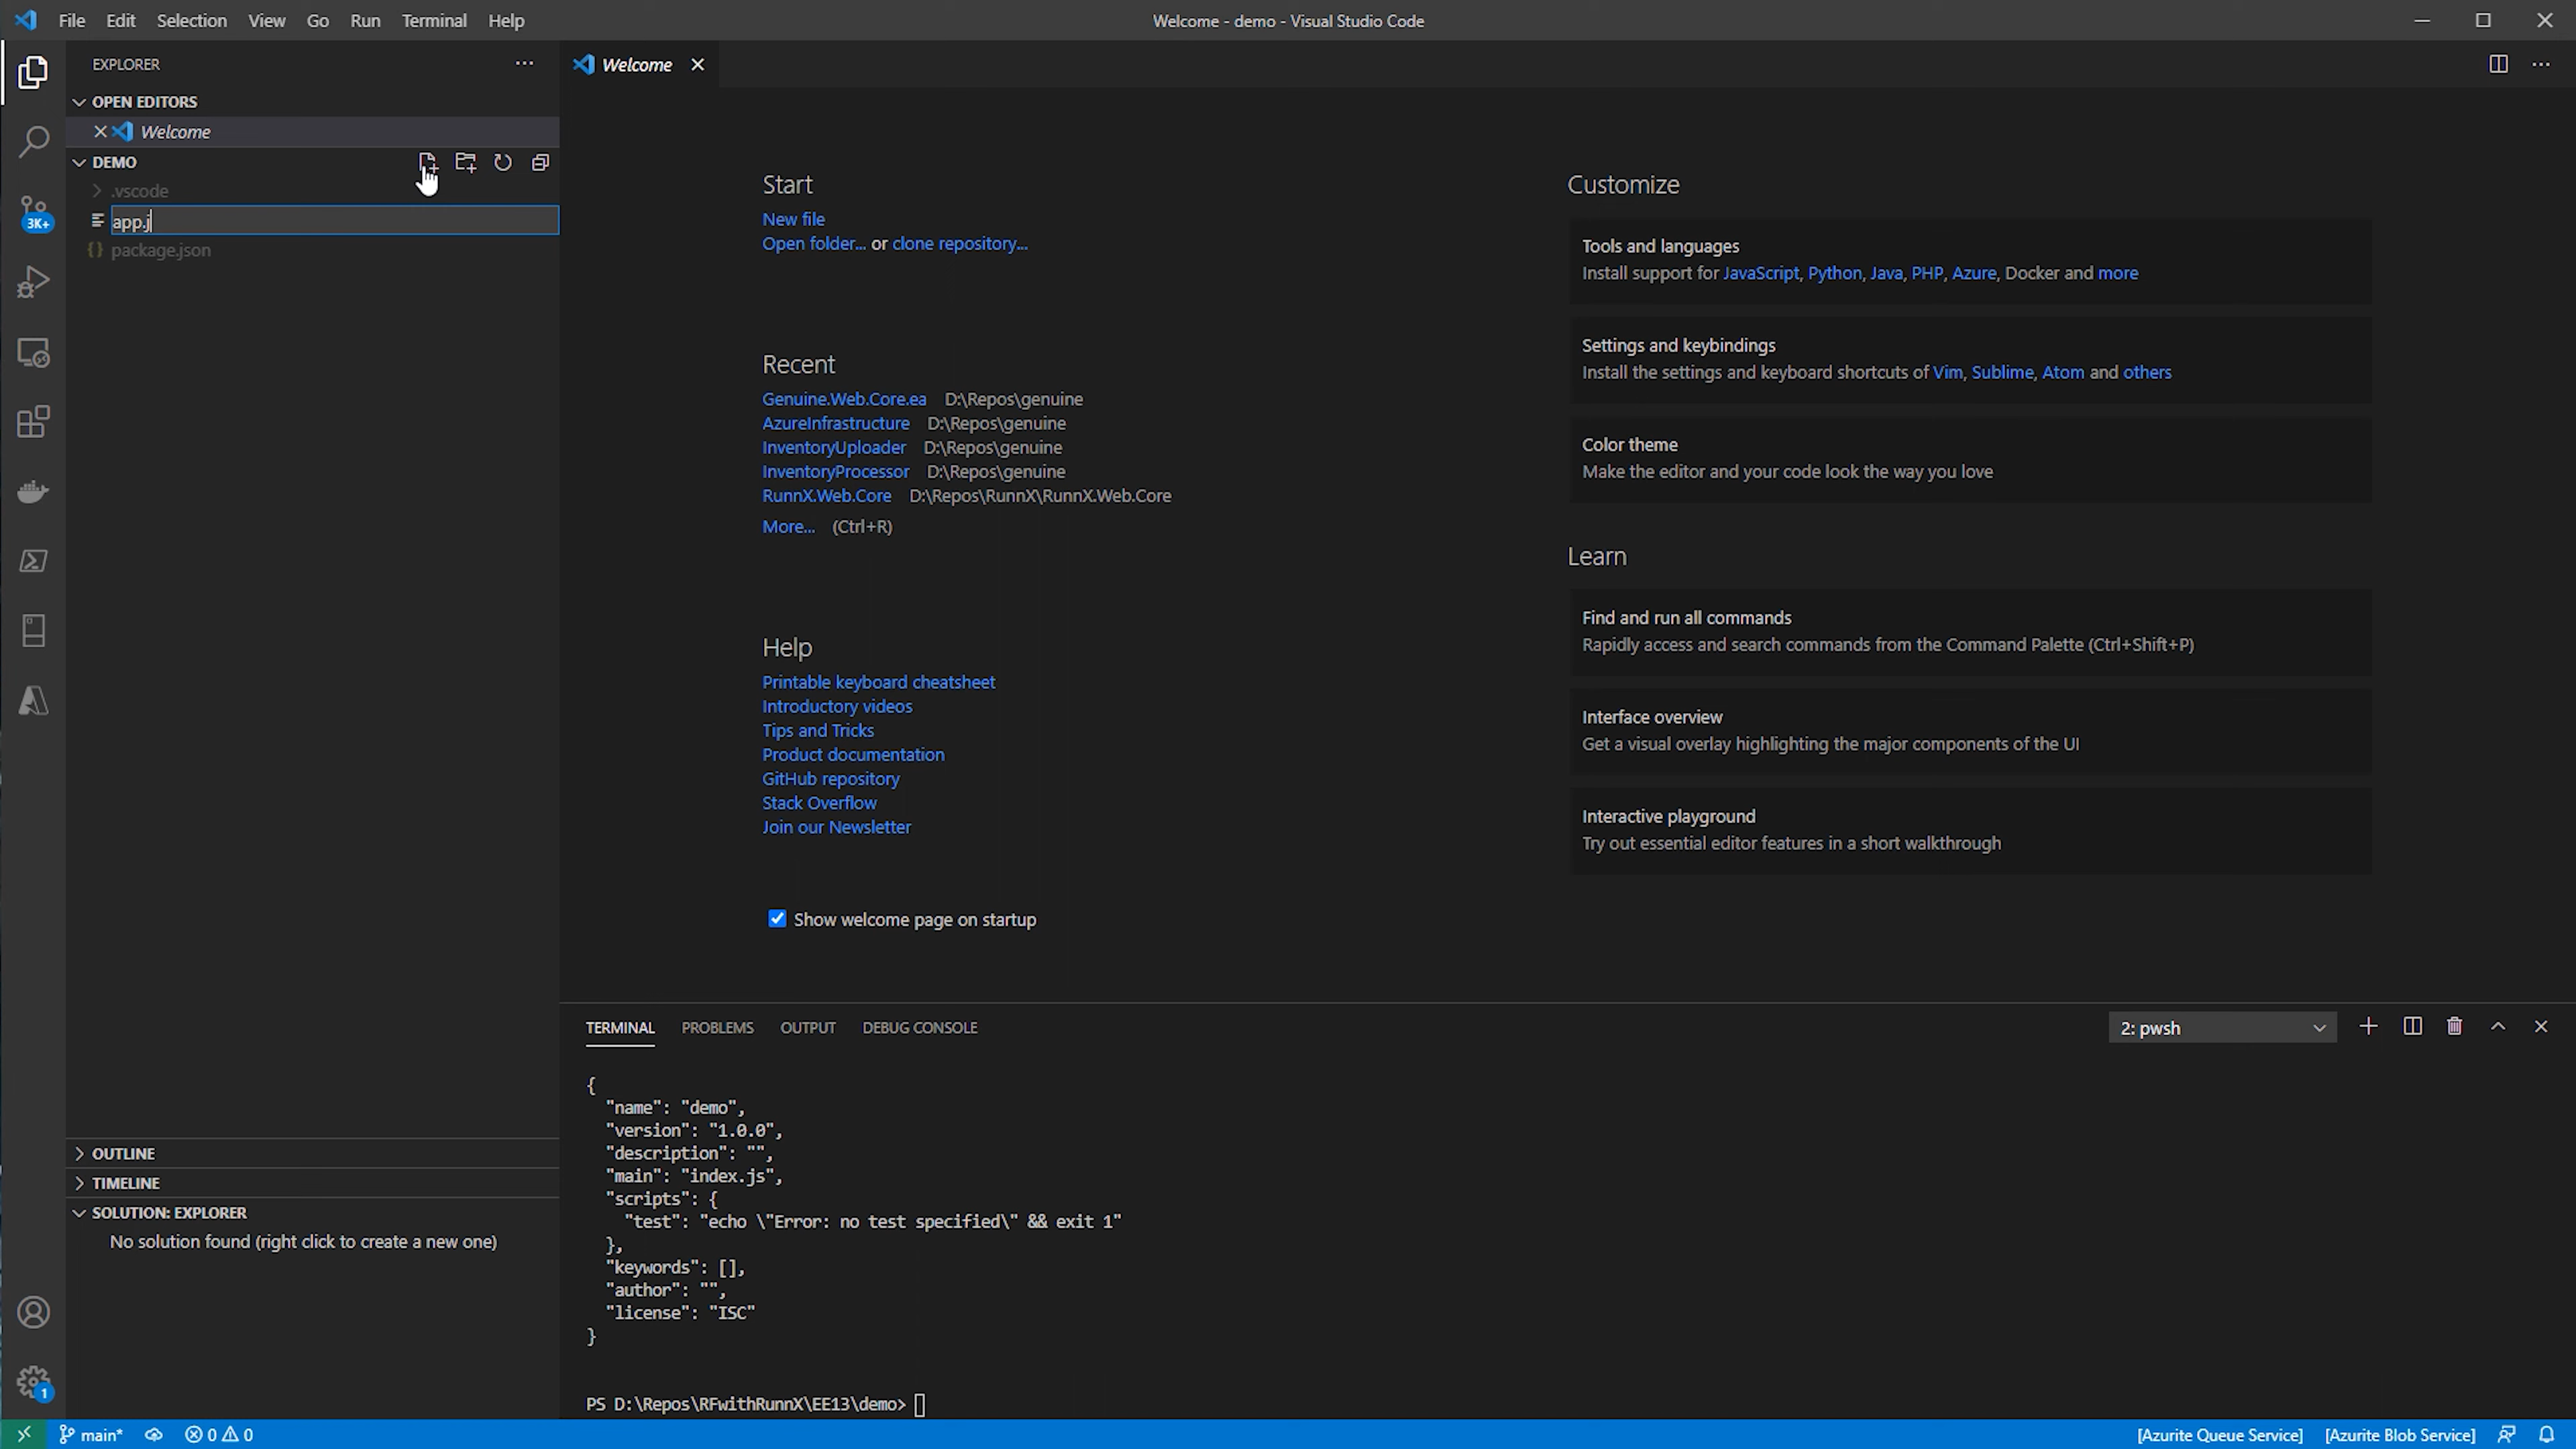 File Edit Selection View Go Run Terminal Help
Welcome - demo - Visual Studio Code
EXPLORER
OPEN EDITORS
Welcome
DEMO
.vscode
app.j
package.json
3K+
OUTLINE
TIMELINE
SOLUTION: EXPLORER
No solution found (right click to create a new one)
1
Welcome
Start
New file
Open folder... or clone repository...
Recent
Genuine.Web.Core.ea D:\Repos\genuine
AzureInfrastructure D:\Repos\genuine
InventoryUploader D:\Repos\genuine
InventoryProcessor D:\Repos\genuine
RunnX.Web.Core D:\Repos\RunnX\RunnX.Web.Core
More... (Ctrl+R)
Help
Printable keyboard cheatsheet
Introductory videos
Tips and Tricks
Product documentation
GitHub repository
Stack Overflow
Join our Newsletter
Show welcome page on startup
Customize
Tools and languages
Install support for JavaScript, Python, Java, PHP, Azure, Docker and more
Settings and keybindings
Install the settings and keyboard shortcuts of Vim, Sublime, Atom and others
Color theme
Make the editor and your code look the way you love
Learn
Find and run all commands
Rapidly access and search commands from the Command Palette (Ctrl+Shift+P)
Interface overview
Get a visual overlay highlighting the major components of the UI
Interactive playground
Try out essential editor features in a short walkthrough
TERMINAL PROBLEMS OUTPUT DEBUG CONSOLE
2: pwsh
{
"name": "demo",
"version": "1.0.0",
"description": "",
"main": "index.js",
"scripts": {
"test": "echo \"Error: no test specified\" && exit 1"
},
"keywords": [],
"author": "",
"license": "ISC"
}
PS D:\Repos\RFwithRunnX\EE13\demo>
main* 0 0
[Azurite Queue Service] [Azurite Blob Service]